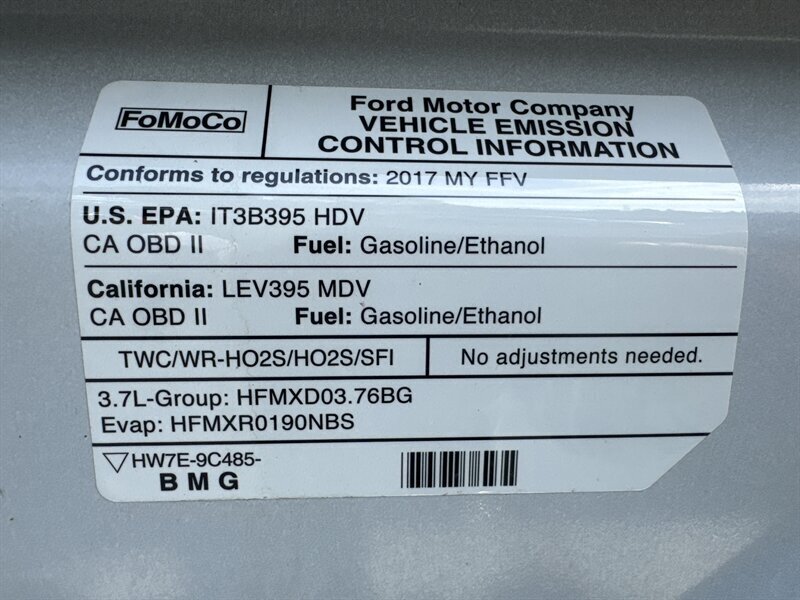 FoMoCo
Ford Motor Company
VEHICLE EMISSION
CONTROL INFORMATION
Conforms to regulations: 2017 MY FFV
U.S. EPA: IT3B395 HDV
CA OBD II Fuel: Gasoline/Ethanol
California: LEV395 MDV
CA OBD II Fuel: Gasoline/Ethanol
TWC/WR-HO2S/HO2S/SFI No adjustments needed.
3.7L-Group: HFMXD03.76BG
Evap: HFMXR0190NBS
HW7E-9C485-
BMG